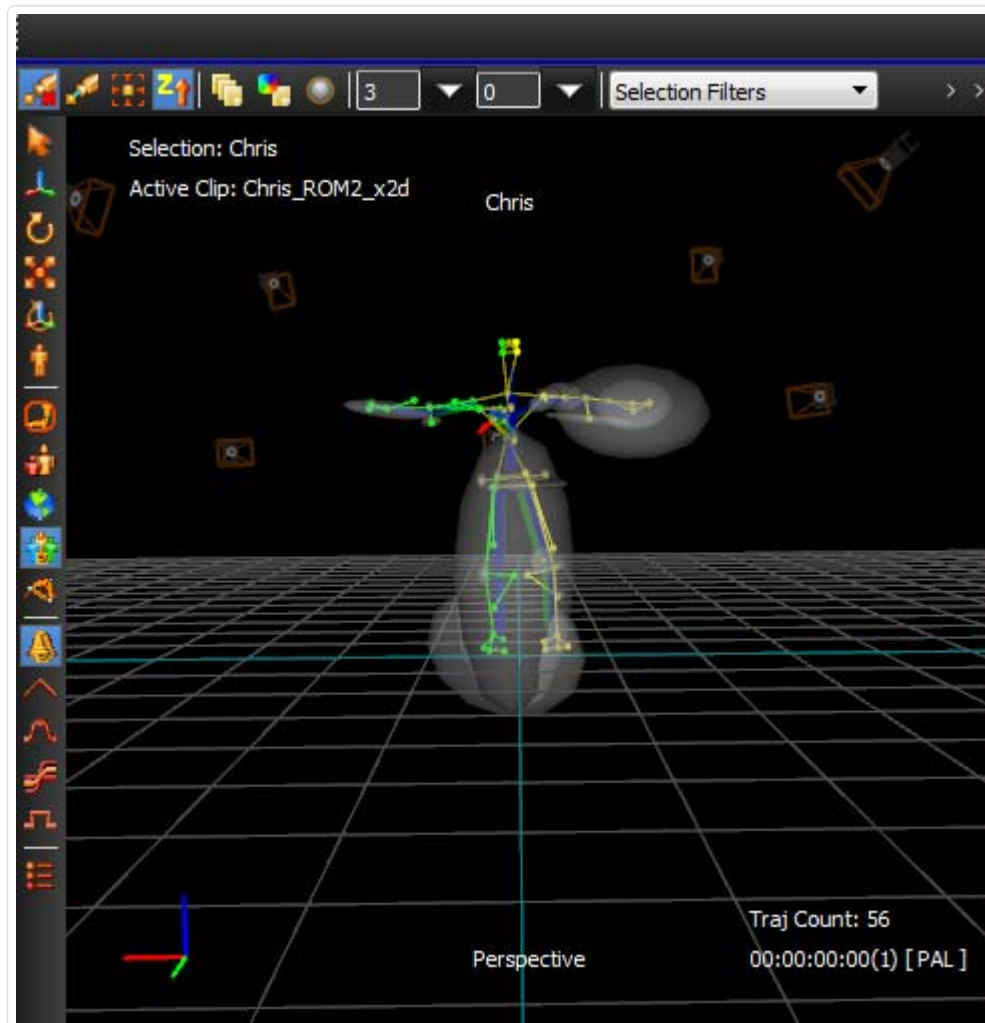 3
0
Selection Filters
Selection: Chris
Active Clip: Chris_ROM2_x2d
Chris
Traj Count: 56
Perspective
00:00:00:00(1) [ PAL ]